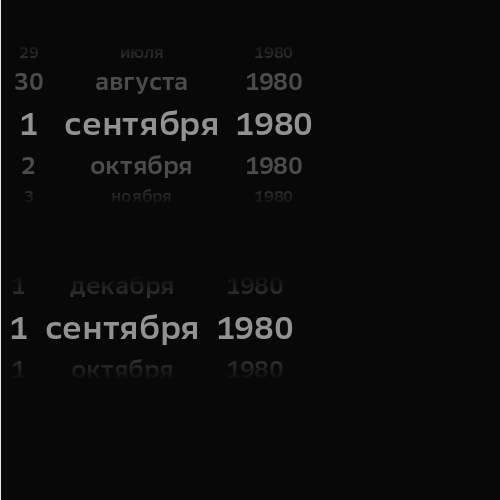 29 июля 1980
30 августа 1980
1 сентября 1980
2 октября 1980
3 ноября 1980
1 декабря 1980
1 сентября 1980
1 октября 1980